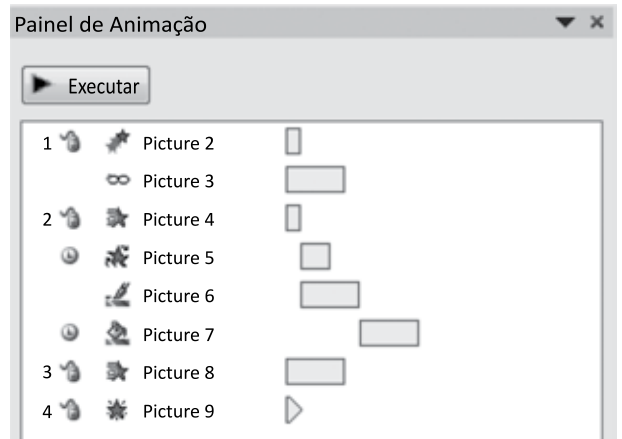 Painel de Animação
Executar
1 Picture 2
Picture 3
2 Picture 4
Picture 5
Picture 6
Picture 7
3 Picture 8
4 Picture 9